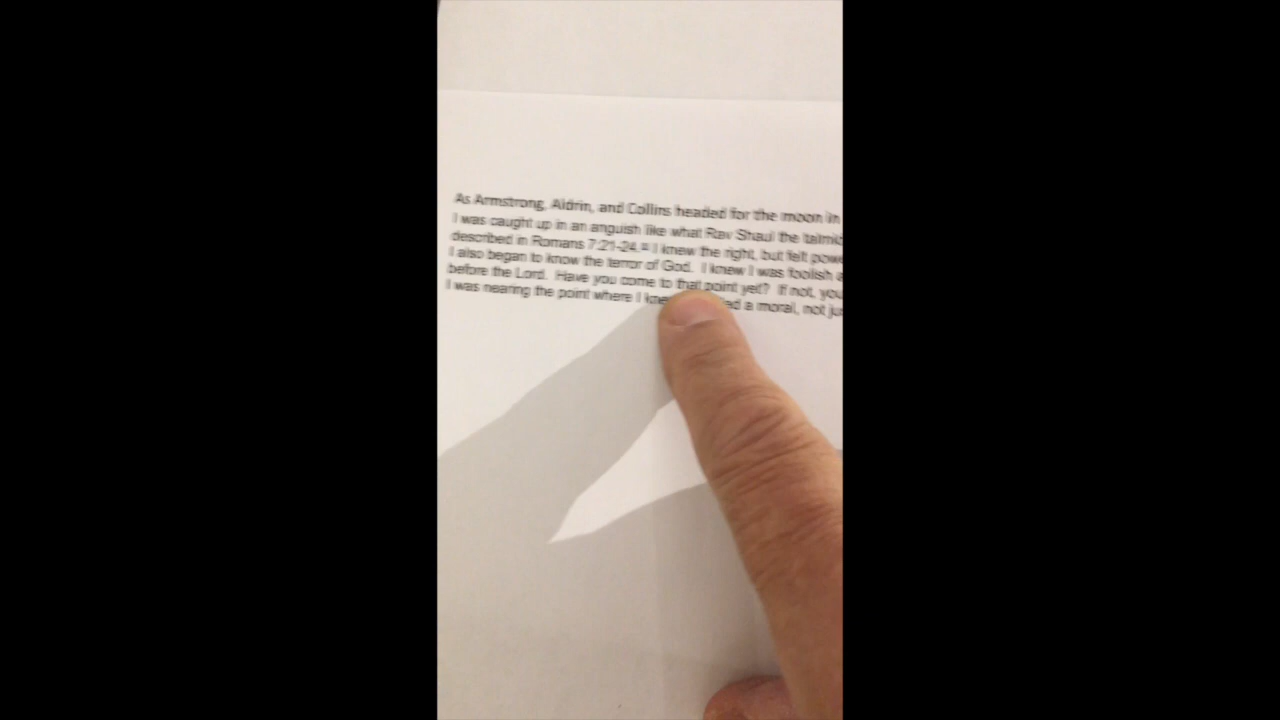 As Armstrong, Aldrin, and Collins headed for the moon in
I was caught up in an anguish like what Rav Shaul the
described in Romans 7:21-24. I knew the right, but felt
I also began to know the terror of God. I knew I was foolish
before the Lord. Have you come to that point yet? If not,
I was nearing the point where I a moral, not